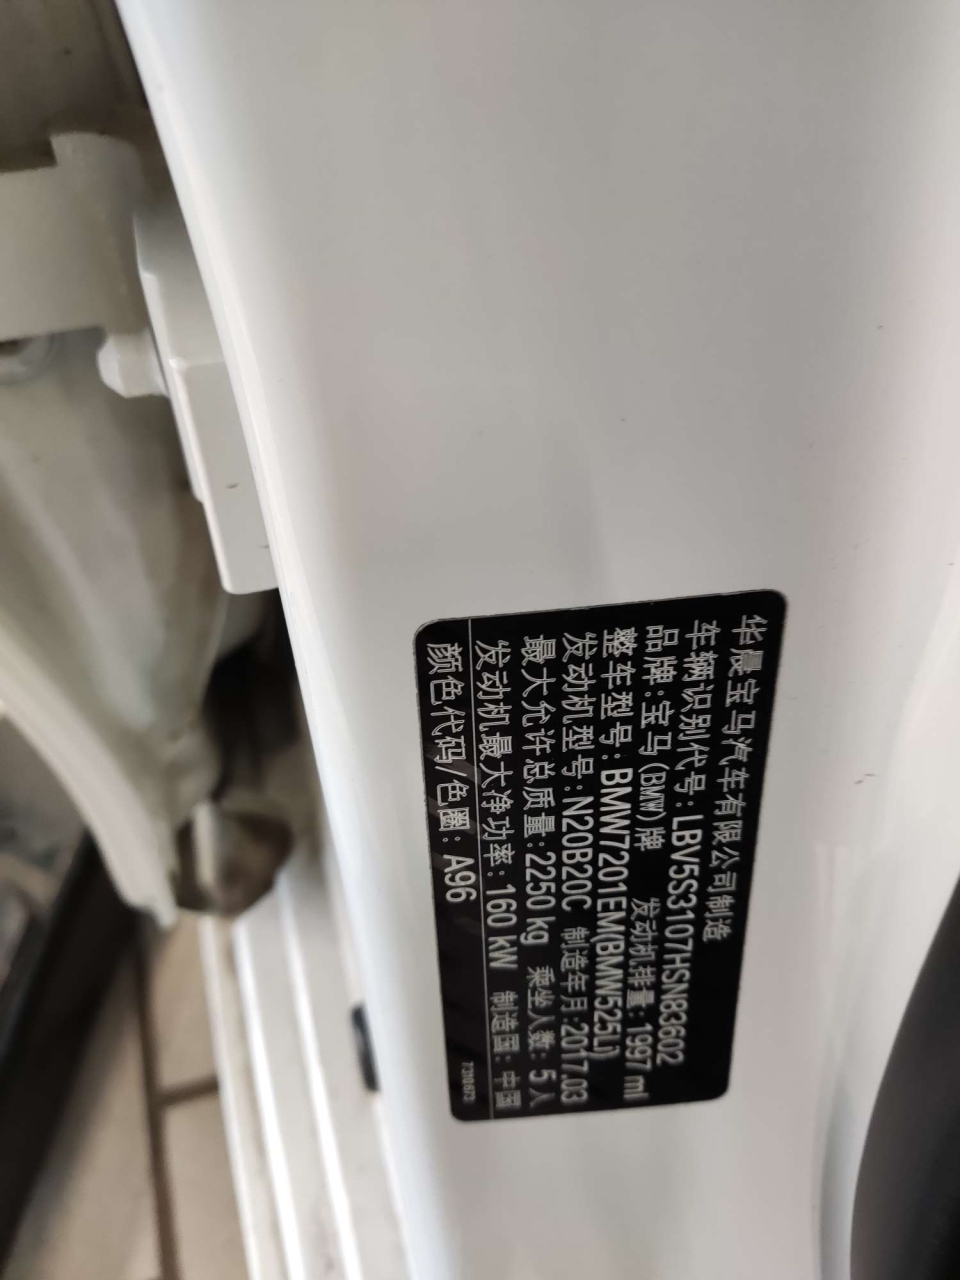 华晨宝马汽车有限公司制造
车辆识别代号:LBV5S3107HSN83602
品牌:宝马(BMW)牌 发动机排量:1997 ml
整车型号:BMW7201EM(BMW525Li)
发动机型号:N20B20C 制造年月:2017.03
最大允许总质量:2250 kg 乘坐人数:5人
发动机最大净功率:160 kW 制造国:中国
颜色代码/色圈:A96